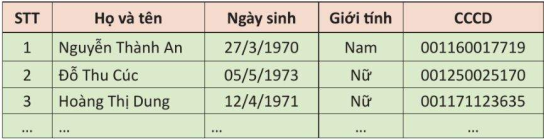 STT Họ và tên Ngày sinh Giới tính CCCD
1 Nguyễn Thành An 27/3/1970 Nam 001160017719
2 Đỗ Thu Cúc 05/5/1973 Nữ 001250025170
3 Hoàng Thị Dung 12/4/1971 Nữ 001171123635
... ... ... ... ...